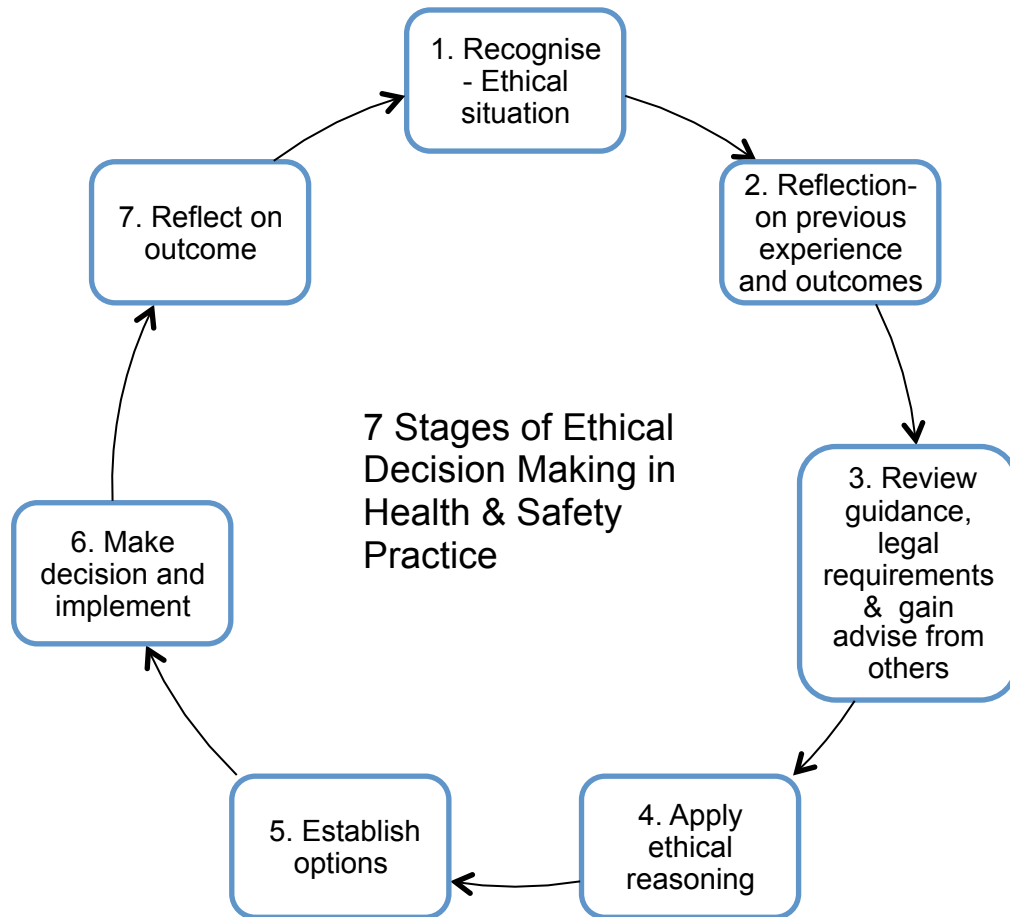 1. Recognise
- Ethical
situation
2. Reflection-
on previous
experience
and outcomes
3. Review
guidance,
legal
requirements
& gain
advise from
others
4. Apply
ethical
reasoning
5. Establish
options
6. Make
decision and
implement
7. Reflect on
outcome
7 Stages of Ethical
Decision Making in
Health & Safety
Practice